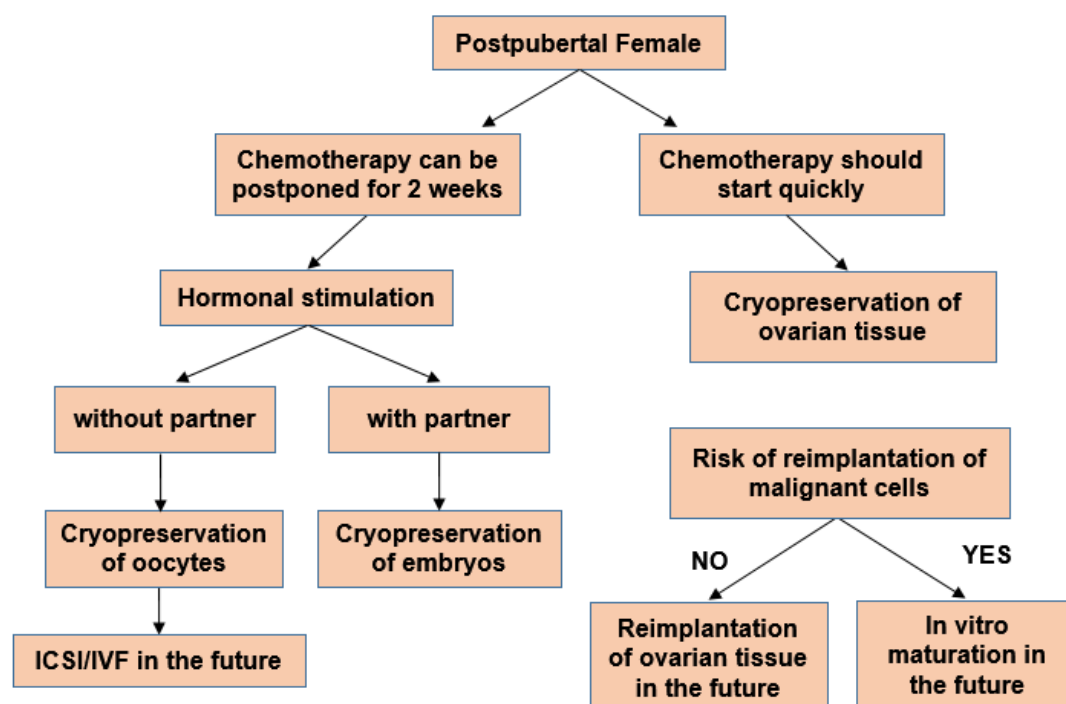 Postpubertal Female
Chemotherapy can be
postponed for 2 weeks
Chemotherapy should
start quickly
Hormonal stimulation
Cryopreservation of
ovarian tissue
without partner
with partner
Risk of reimplantation of
malignant cells
Cryopreservation
of oocytes
Cryopreservation
of embryos
NO
YES
ICSI/IVF in the future
Reimplantation
of ovarian tissue
in the future
In vitro
maturation in
the future